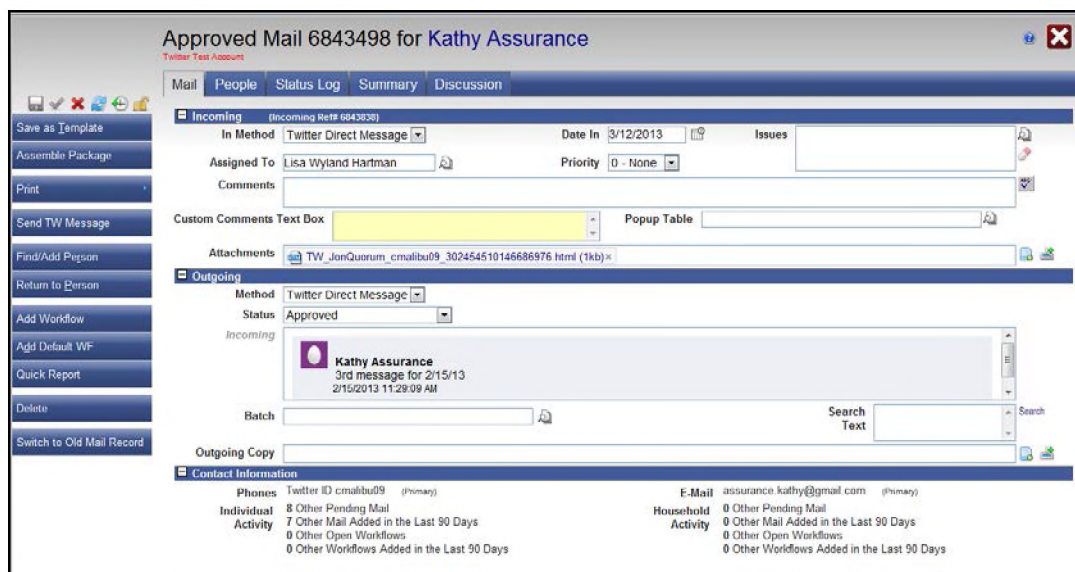 Approved Mail 6843498 for Kathy Assurance
Twitter Test Account
Mail People Status Log Summary Discussion
Save as Template
Assemble Package
Print
Send TW Message
Find/Add Person
Return to Person
Add Workflow
Add Default WF
Quick Report
Delete
Switch to Old Mail Record
Incoming (Incoming Ref# 6843838)
In Method Twitter Direct Message Date In 3/12/2013 Issues
Assigned To Lisa Wyland Hartman Priority 0 - None
Comments
Custom Comments Text Box Popup Table
Attachments TW_JonQuorum_cmalibu09_302454510146686976.html (1kb)×
Outgoing
Method Twitter Direct Message
Status Approved
Incoming
Kathy Assurance
3rd message for 2/15/13
2/15/2013 11:29:09 AM
Batch Search Text Search
Outgoing Copy
Contact Information
Phones Twitter ID cmalibu09 (Primary) E-Mail assurance.kathy@gmail.com (Primary)
Individual Activity
8 Other Pending Mail
7 Other Mail Added in the Last 90 Days
0 Other Open Workflows
0 Other Workflows Added in the Last 90 Days
Household Activity
0 Other Pending Mail
0 Other Mail Added in the Last 90 Days
0 Other Open Workflows
0 Other Workflows Added in the Last 90 Days